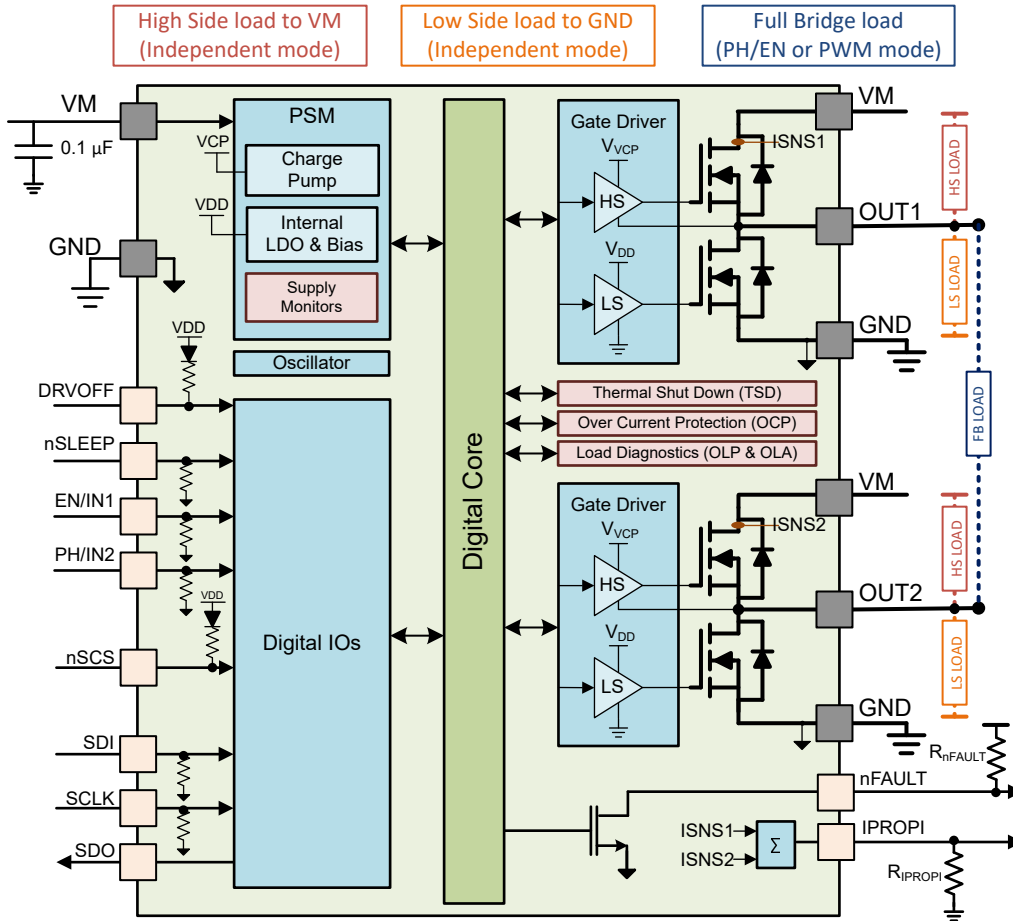 High Side load to VM
(Independent mode)
Low Side load to GND
(Independent mode)
Full Bridge load
(PH/EN or PWM mode)
VM
0.1 µF
GND
VDD
DRVOFF
nSLEEP
EN/IN1
PH/IN2
VDD
nSCS
SDI
SCLK
SDO
PSM
VCP
Charge
Pump
VDD
Internal
LDO & Bias
Supply
Monitors
Oscillator
Digital IOs
Digital Core
Gate Driver
VVCP
HS
VDD
LS
ISNS1
VM
OUT1
GND
HS LOAD
LS LOAD
FB LOAD
Thermal Shut Down (TSD)
Over Current Protection (OCP)
Load Diagnostics (OLP & OLA)
Gate Driver
VVCP
HS
VDD
LS
ISNS2
VM
OUT2
GND
HS LOAD
LS LOAD
RnFAULT
nFAULT
ISNS1
ISNS2
Σ
IPROPI
RIPROPI